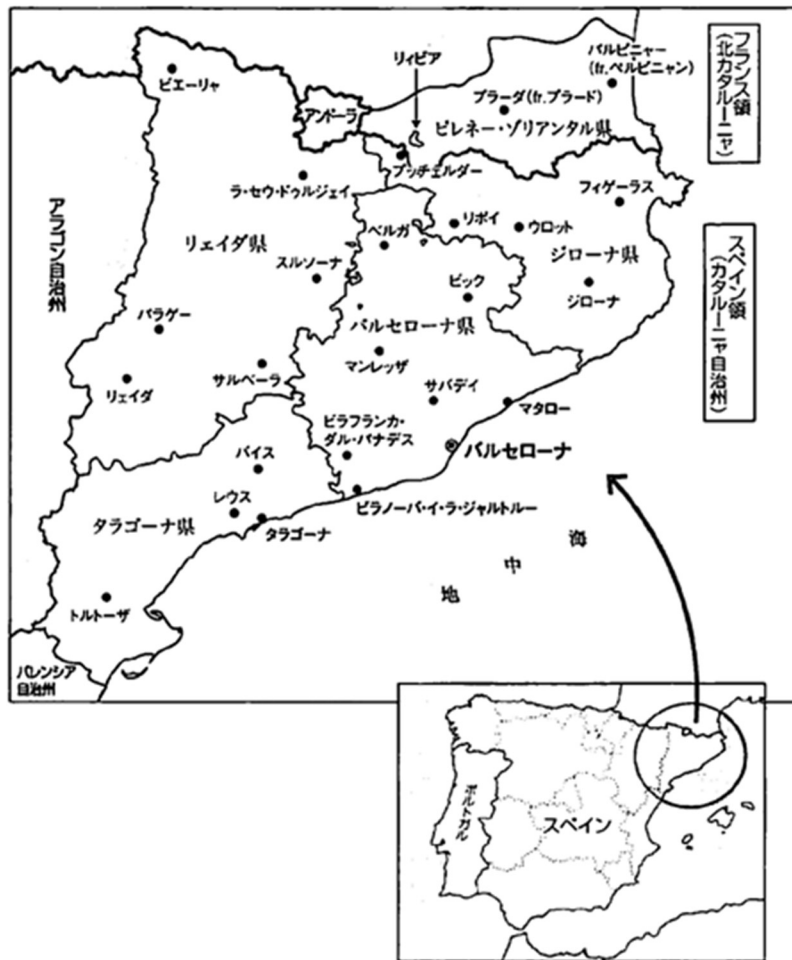 フランス領
(北カタルーニャ)
パルピニャー
(fr.ペルピニャン)
リィビア
ビエーリャ
プラーダ(fr.プラード)
アンドーラ
ピレネー・ゾリアンタル県
プッチェルダー
ラ・セウ・ドゥルジェイ
フィゲーラス
アラゴン自治州
ベルガ
リポイ
ウロット
スペイン領
(カタルーニャ自治州)
リェイダ県
ジローナ県
スルソーナ
ビック
ジローナ
バラゲー
バルセローナ県
マンレッザ
リェイダ
サルベーラ
サバデイ
マタロー
ビラフランカ・
ダル・パナデス
バルセローナ
バイス
レウス
ビラノーバ・イ・ラ・ジャルトルー
タラゴーナ県
タラゴーナ
地中海
トルトーザ
バレンシア
自治州
ポルトガル
スペイン